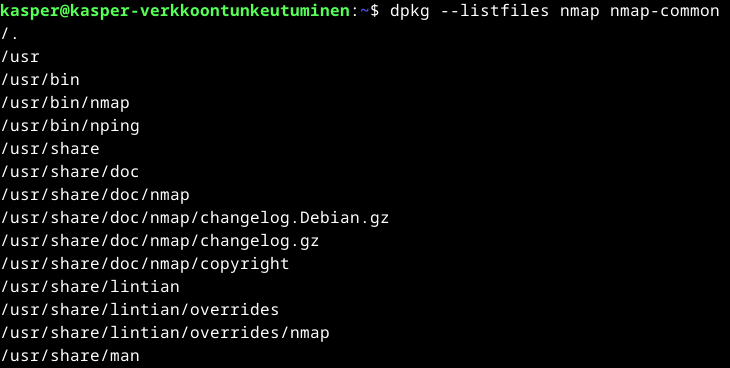 kasper@kasper-verkkoontunkeutuminen:~$ dpkg --listfiles nmap nmap-common
/.
/usr
/usr/bin
/usr/bin/nmap
/usr/bin/nping
/usr/share
/usr/share/doc
/usr/share/doc/nmap
/usr/share/doc/nmap/changelog.Debian.gz
/usr/share/doc/nmap/changelog.gz
/usr/share/doc/nmap/copyright
/usr/share/lintian
/usr/share/lintian/overrides
/usr/share/lintian/overrides/nmap
/usr/share/man